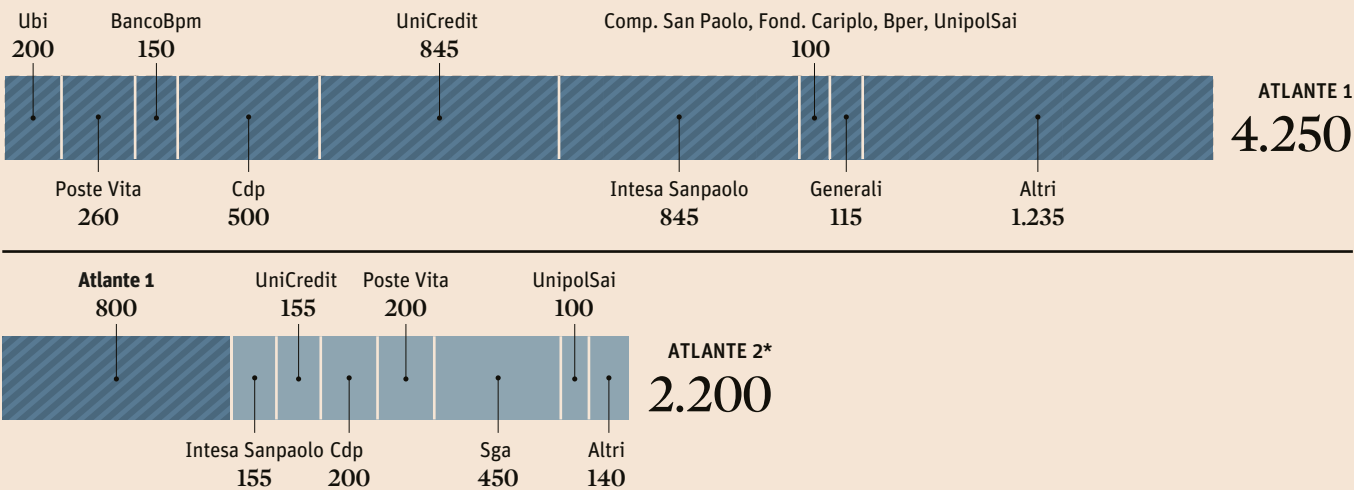 Ubi
200
BancoBpm
150
UniCredit
845
Comp. San Paolo, Fond. Cariplo, Bper, UnipolSai
100
ATLANTE 1
4.250
Poste Vita
260
Cdp
500
Intesa Sanpaolo
845
Generali
115
Altri
1.235
Atlante 1
800
UniCredit
155
Poste Vita
200
UnipolSai
100
ATLANTE 2*
2.200
Intesa Sanpaolo
155
Cdp
200
Sga
450
Altri
140